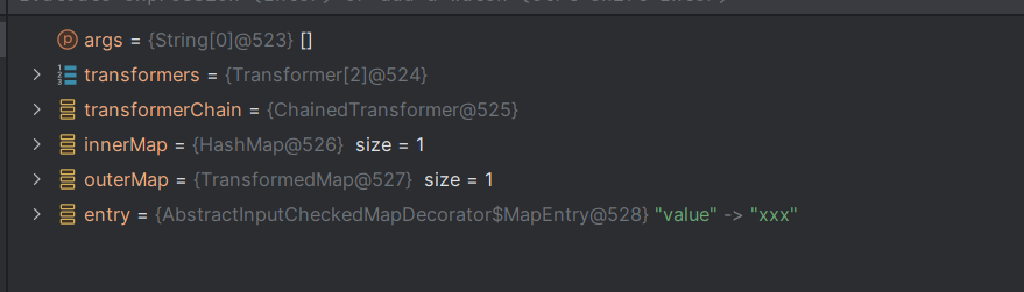 args = {String[0]@523} []
transformers = {Transformer[2]@524}
transformerChain = {ChainedTransformer@525}
innerMap = {HashMap@526} size = 1
outerMap = {TransformedMap@527} size = 1
entry = {AbstractInputCheckedMapDecorator$MapEntry@528} "value" -> "xxx"